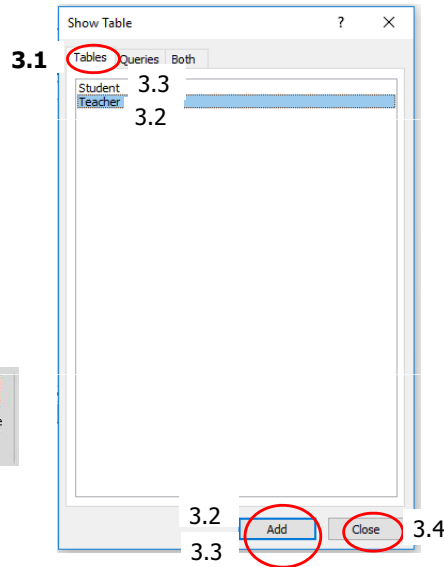 Show Table ? ×
3.1 Tables Queries Both
Student 3.3
Teacher
3.2
e
3.2
Add Close 3.4
3.3